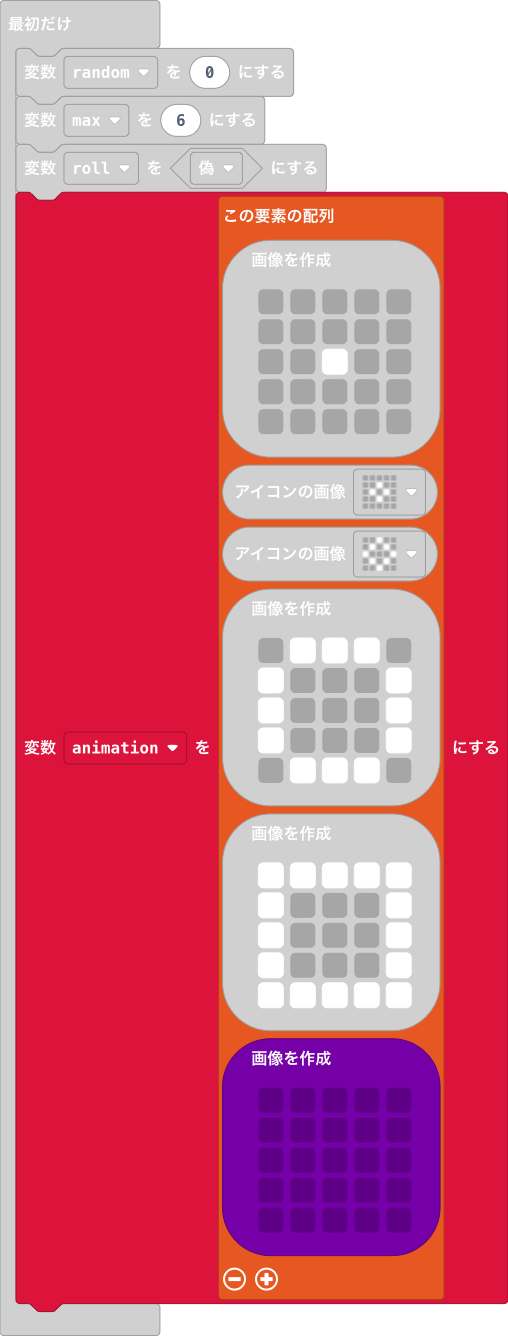 最初だけ
変数 random を 0 にする
変数 max を 6 にする
変数 roll を 偽 にする
この要素の配列
画像を作成
アイコンの画像
アイコンの画像
画像を作成
変数 animation を にする
画像を作成
画像を作成